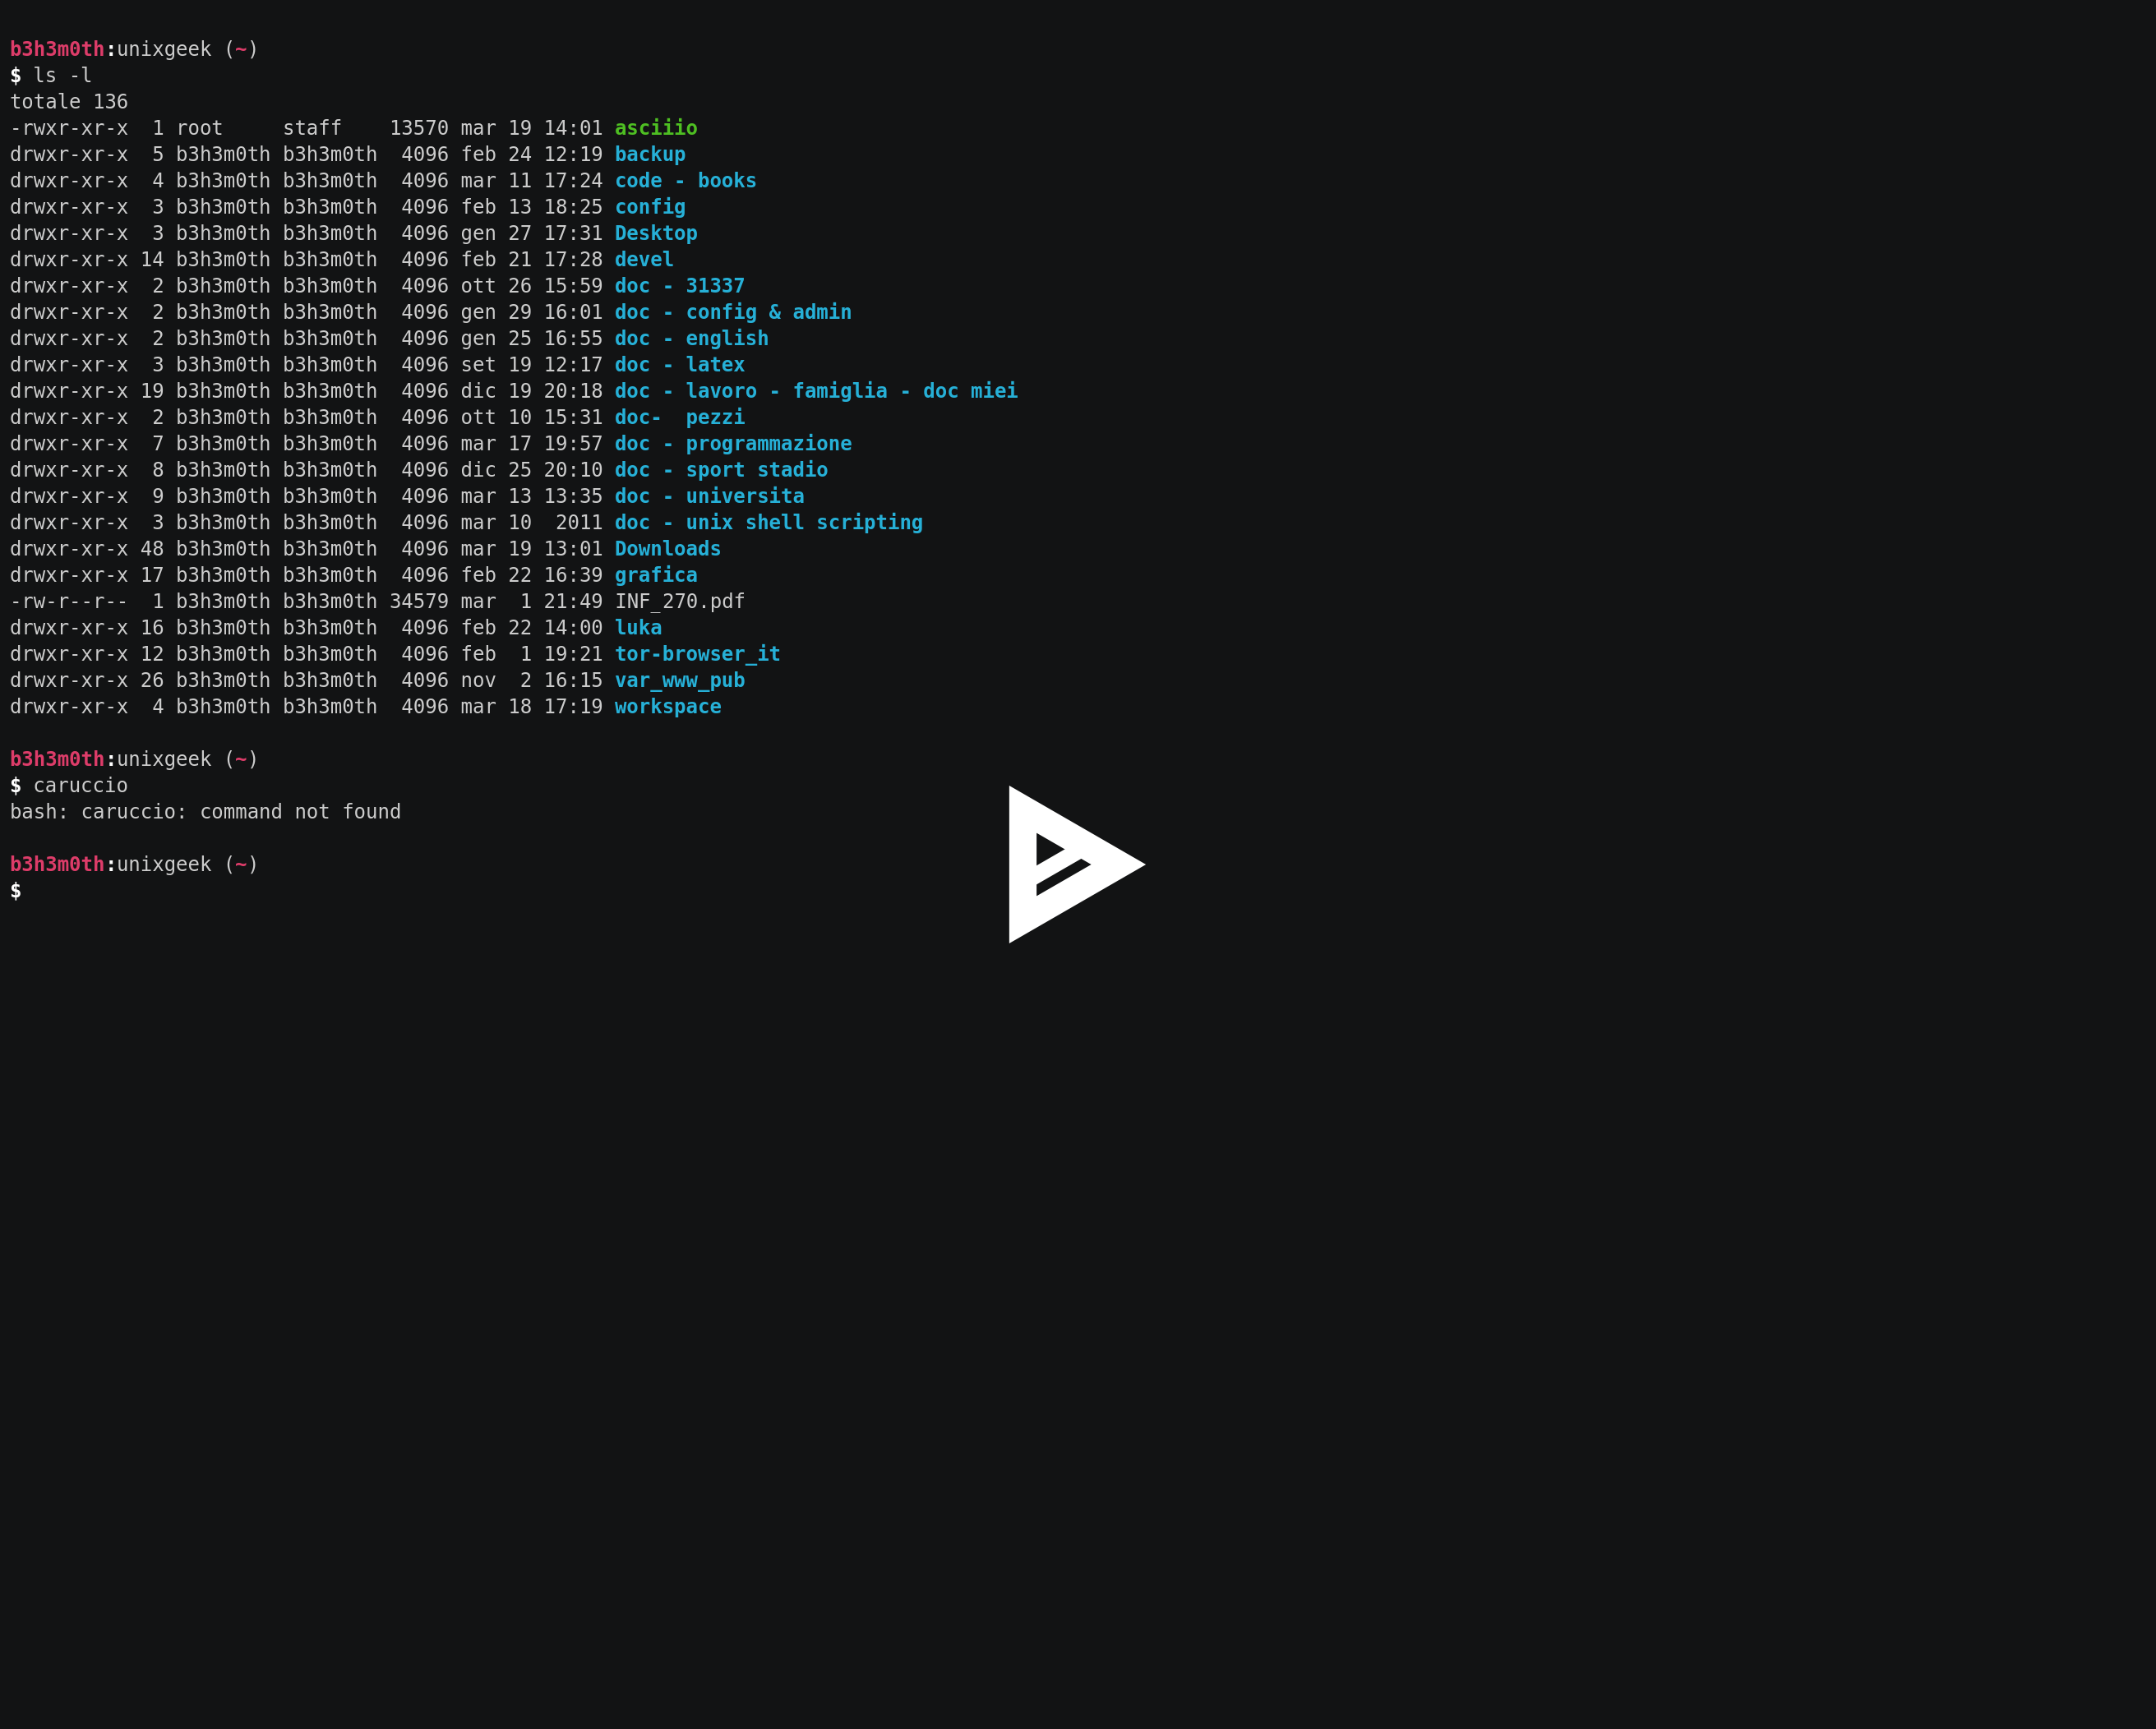 b3h3m0th:unixgeek (~)
$ ls -l
totale 136
-rwxr-xr-x  1 root     staff    13570 mar 19 14:01 asciiio
drwxr-xr-x  5 b3h3m0th b3h3m0th  4096 feb 24 12:19 backup
drwxr-xr-x  4 b3h3m0th b3h3m0th  4096 mar 11 17:24 code - books
drwxr-xr-x  3 b3h3m0th b3h3m0th  4096 feb 13 18:25 config
drwxr-xr-x  3 b3h3m0th b3h3m0th  4096 gen 27 17:31 Desktop
drwxr-xr-x 14 b3h3m0th b3h3m0th  4096 feb 21 17:28 devel
drwxr-xr-x  2 b3h3m0th b3h3m0th  4096 ott 26 15:59 doc - 31337
drwxr-xr-x  2 b3h3m0th b3h3m0th  4096 gen 29 16:01 doc - config & admin
drwxr-xr-x  2 b3h3m0th b3h3m0th  4096 gen 25 16:55 doc - english
drwxr-xr-x  3 b3h3m0th b3h3m0th  4096 set 19 12:17 doc - latex
drwxr-xr-x 19 b3h3m0th b3h3m0th  4096 dic 19 20:18 doc - lavoro - famiglia - doc miei
drwxr-xr-x  2 b3h3m0th b3h3m0th  4096 ott 10 15:31 doc-  pezzi
drwxr-xr-x  7 b3h3m0th b3h3m0th  4096 mar 17 19:57 doc - programmazione
drwxr-xr-x  8 b3h3m0th b3h3m0th  4096 dic 25 20:10 doc - sport stadio
drwxr-xr-x  9 b3h3m0th b3h3m0th  4096 mar 13 13:35 doc - universita
drwxr-xr-x  3 b3h3m0th b3h3m0th  4096 mar 10  2011 doc - unix shell scripting
drwxr-xr-x 48 b3h3m0th b3h3m0th  4096 mar 19 13:01 Downloads
drwxr-xr-x 17 b3h3m0th b3h3m0th  4096 feb 22 16:39 grafica
-rw-r--r--  1 b3h3m0th b3h3m0th 34579 mar  1 21:49 INF_270.pdf
drwxr-xr-x 16 b3h3m0th b3h3m0th  4096 feb 22 14:00 luka
drwxr-xr-x 12 b3h3m0th b3h3m0th  4096 feb  1 19:21 tor-browser_it
drwxr-xr-x 26 b3h3m0th b3h3m0th  4096 nov  2 16:15 var_www_pub
drwxr-xr-x  4 b3h3m0th b3h3m0th  4096 mar 18 17:19 workspace
b3h3m0th:unixgeek (~)
$ caruccio
bash: caruccio: command not found
b3h3m0th:unixgeek (~)
$